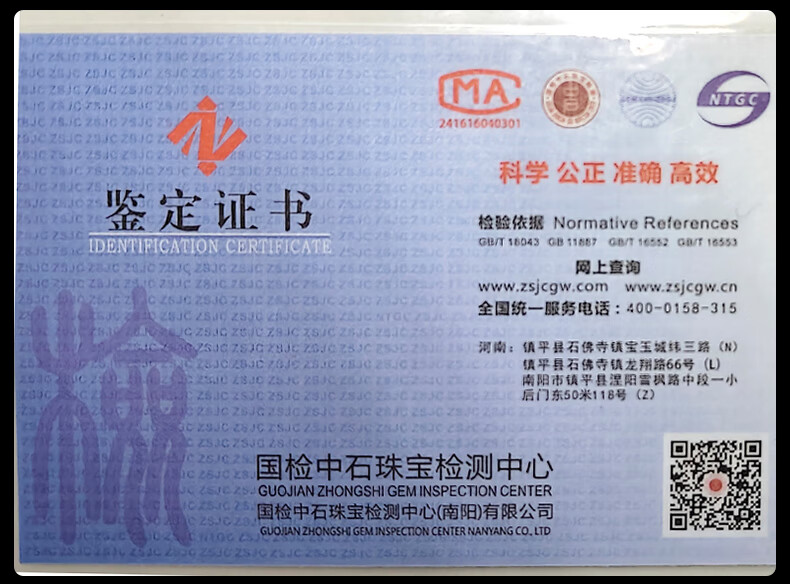 MA
241616040301
NTGC
科学 公正 准确 高效
鉴定证书
IDENTIFICATION CERTIFICATE
检验依据 Normative References
GB/T 18043 GB 11887 GB/T 16552 GB/T 16553
网上查询
www.zsjcgw.com www.zsjcgw.cn
全国统一服务电话：400-0158-315
河南：镇平县石佛寺镇宝玉城纬三路（N）
镇平县石佛寺镇龙翔路66号（L）
南阳市镇平县涅阳雪枫路中段一小
后门东50米118号（Z）
国检中石珠宝检测中心
GUOJIAN ZHONGSHI GEM INSPECTION CENTER
国检中石珠宝检测中心(南阳)有限公司
GUOJIAN ZHONGSHI GEM INSPECTION CENTER NANYANG CO., LTD